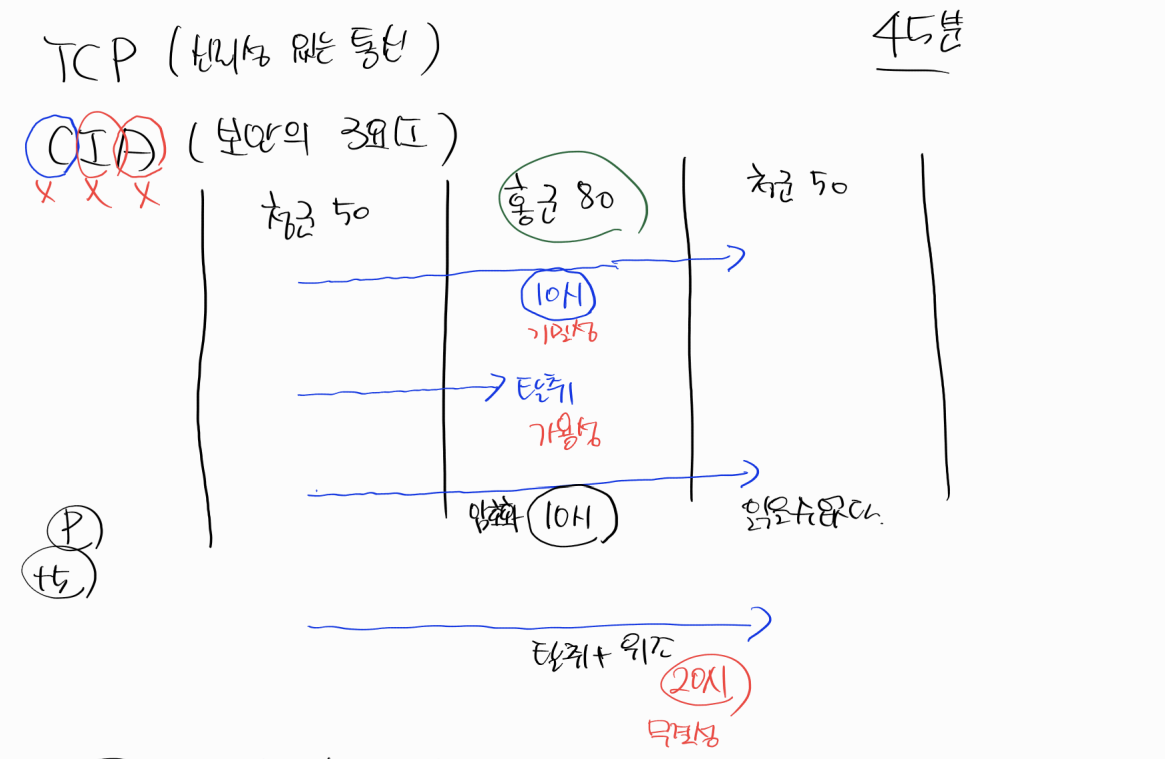 TCP (신뢰성 있는 통신)
45분
CIA (보안의 3요소)
X X X
청군 50
홍군 80
청군 50
10시
기밀성
탈취
가용성
암호화 10시
읽을수없다.
P
+5
탈취 + 위조
20시
무결성